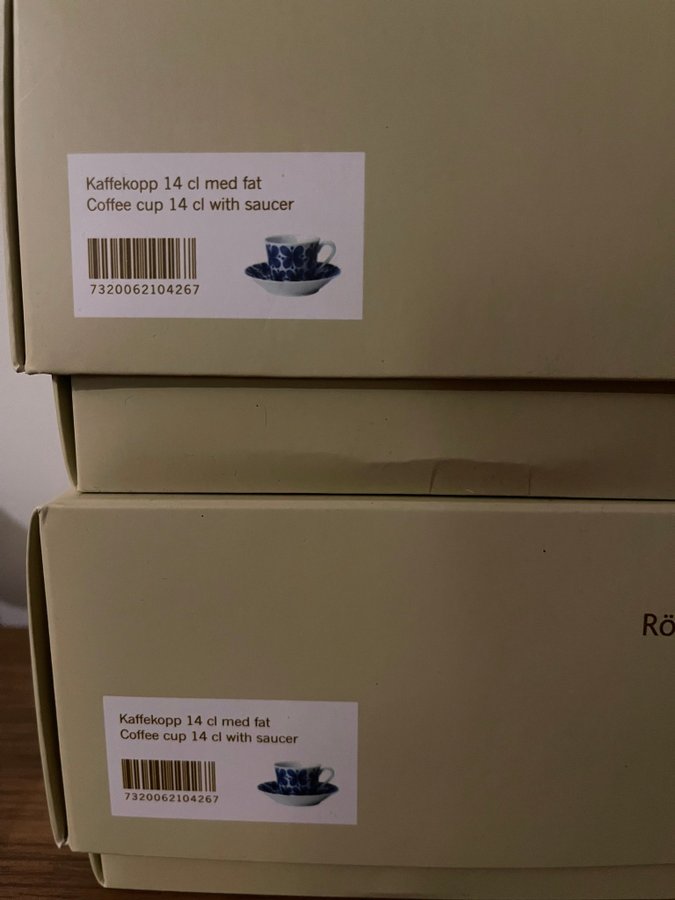 Kaffekopp 14 cl med fat
Coffee cup 14 cl with saucer
7320062104267
Rö
Kaffekopp 14 cl med fat
Coffee cup 14 cl with saucer
7320062104267